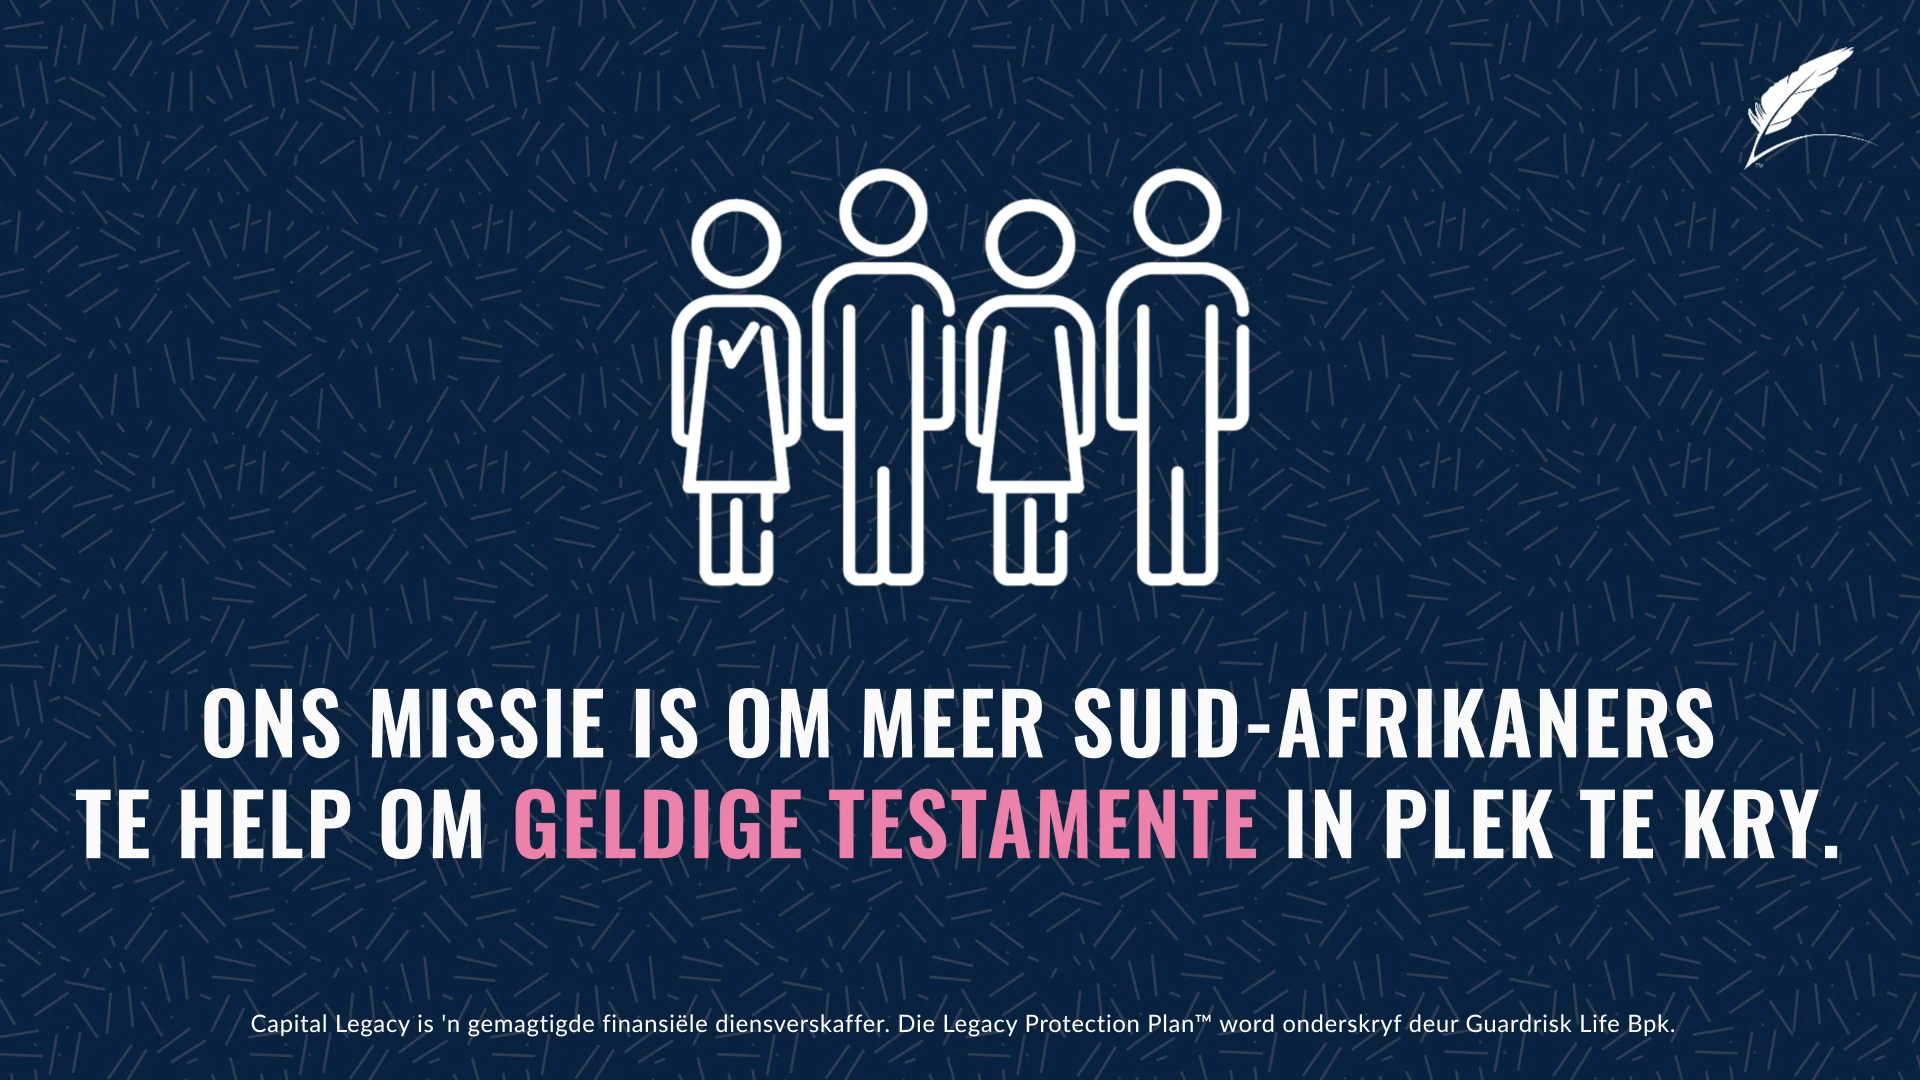 ONS MISSIE IS OM MEER SUID-AFRIKANERS
TE HELP OM GELDIGE TESTAMENTE IN PLEK TE KRY.
Capital Legacy is 'n gemagtigde finansiële diensverskaffer. Die Legacy Protection Plan™ word onderskryf deur Guardrisk Life Bpk.